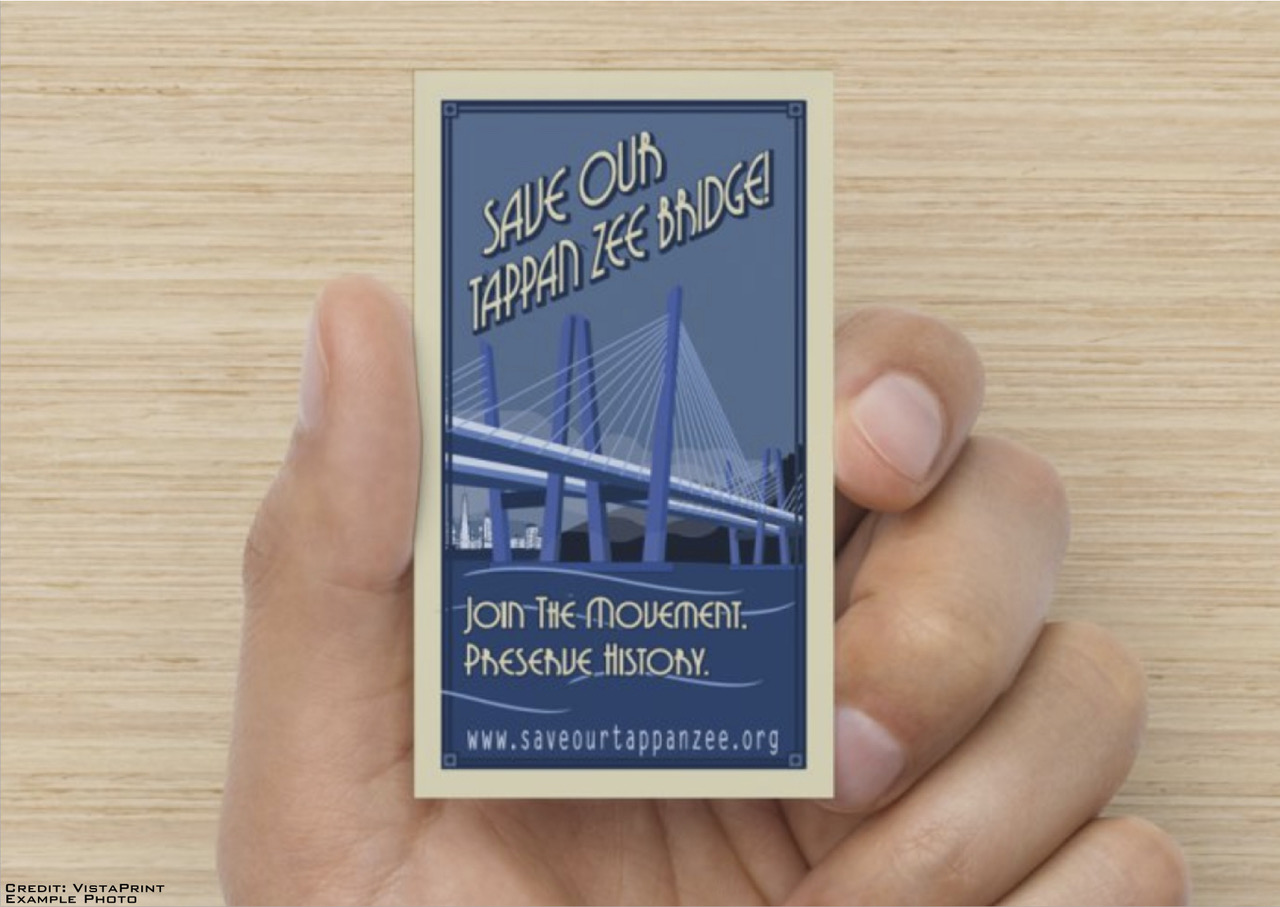 SAVE OUR
TAPPAN ZEE BRIDGE!
JOIN THE MOVEMENT.
PRESERVE HISTORY.
www.saveourtappanzee.org
CREDIT: VISTAPRINT
EXAMPLE PHOTO